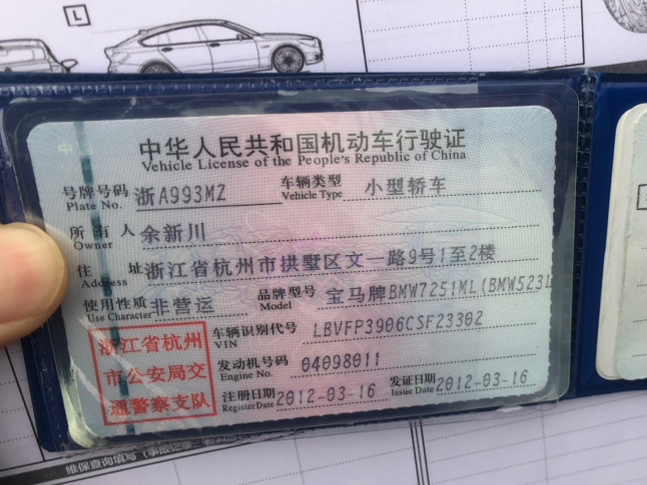 L
中华人民共和国机动车行驶证
Vehicle License of the People's Republic of China
号牌号码 浙A993MZ 车辆类型 小型轿车
Plate No. Vehicle Type
所有人 余新川
Owner
住址 浙江省杭州市拱墅区文一路9号1至2楼
Address
使用性质 非营运 品牌型号 宝马牌BMW7251ML(BMW523L
Use Character Model
浙江省杭州
市公安局交
通警察支队
车辆识别代号 LBVFP3906CSF23302
VIN
发动机号码 04098011
Engine No.
注册日期 2012-03-16 发证日期 2012-03-16
Register Date Issue Date
维保查询填写